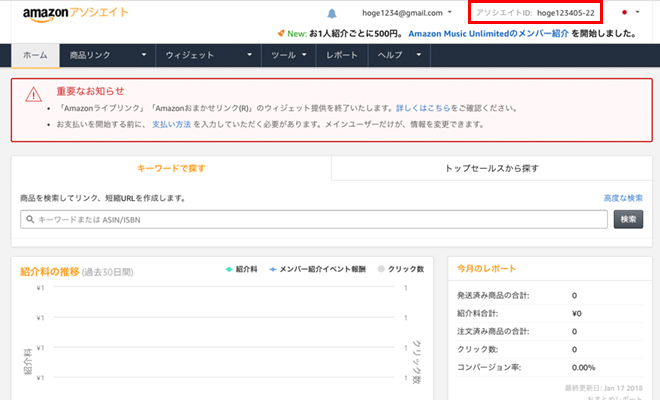 amazonアソシエイト
hoge1234@gmail.com
アソシエイトID: hoge123405-22
New: お1人紹介ごとに500円。 Amazon Music Unlimitedのメンバー紹介 を開始しました。
ホーム 商品リンク ウィジェット ツール レポート ヘルプ
重要なお知らせ
• 「Amazonライブリンク」「Amazonおまかせリンク(R)」のウィジェット提供を終了いたします。詳しくはこちらをご確認ください。
• お支払いを開始する前に、 支払い方法 を入力していただく必要があります。メインユーザーだけが、情報を変更できます。
キーワードで探す トップセールスから探す
商品を検索してリンク、短縮URLを作成します。 高度な検索
キーワードまたは ASIN/ISBN 検索
紹介料の推移 (過去30日間) 紹介料 メンバー紹介イベント報酬 クリック数
¥1 1
¥1 1
¥1 1
¥1 1
紹介料
クリック数
今月のレポート
発送済み商品の合計: 0
紹介料合計: ¥0
注文済み商品の合計: 0
クリック数: 0
コンバージョン率: 0.00%
最終更新日: Jan 17 2018
おまとめレポート